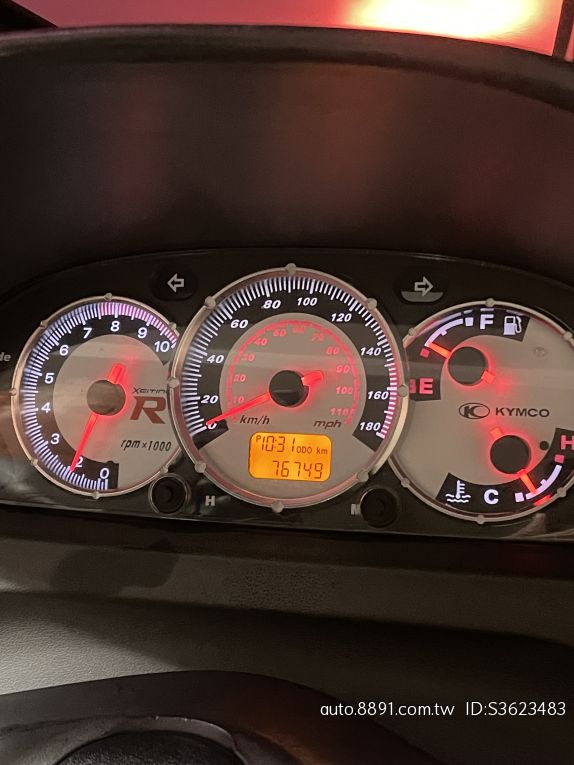 de
0 2 3 4 5 6 7 8 9 10
XCITING
R
rpm×1000
0 20 40 60 80 100 120 140 160 180
10 20 30 40 50 60 70 80 90 100 110
km/h
mph
P10:31 ODO km
76749
H
F
E
KYMCO
H
C
auto.8891.com.tw ID:S3623483